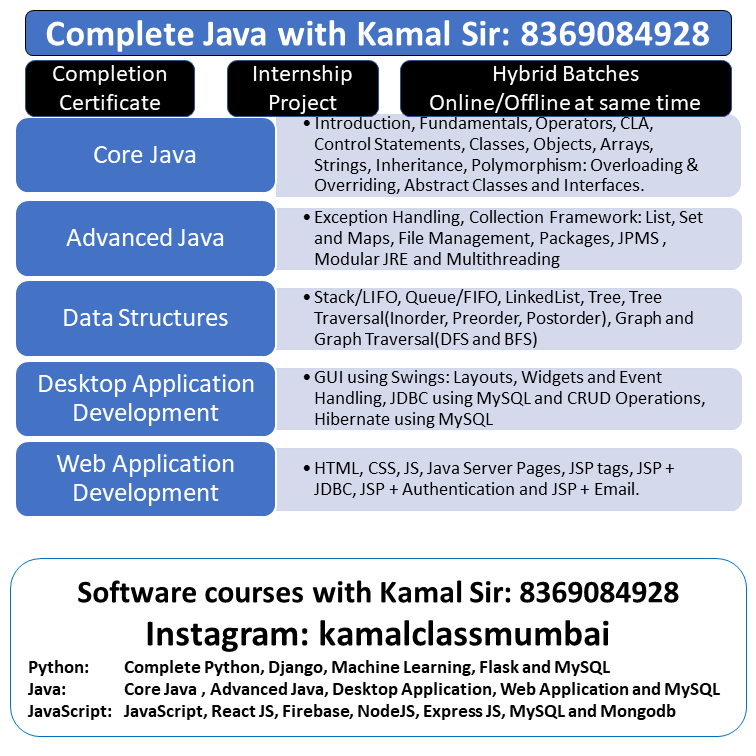 Complete Java with Kamal Sir: 8369084928
Completion
Certificate
Internship
Project
Hybrid Batches
Online/Offline at same time
Core Java
• Introduction, Fundamentals, Operators, CLA,
Control Statements, Classes, Objects, Arrays,
Strings, Inheritance, Polymorphism: Overloading &
Overriding, Abstract Classes and Interfaces.
Advanced Java
• Exception Handling, Collection Framework: List, Set
and Maps, File Management, Packages, JPMS ,
Modular JRE and Multithreading
Data Structures
• Stack/LIFO, Queue/FIFO, LinkedList, Tree, Tree
Traversal(Inorder, Preorder, Postorder), Graph and
Graph Traversal(DFS and BFS)
Desktop Application
Development
• GUI using Swings: Layouts, Widgets and Event
Handling, JDBC using MySQL and CRUD Operations,
Hibernate using MySQL
Web Application
Development
• HTML, CSS, JS, Java Server Pages, JSP tags, JSP +
JDBC, JSP + Authentication and JSP + Email.
Software courses with Kamal Sir: 8369084928
Instagram: kamalclassmumbai
Python: Complete Python, Django, Machine Learning, Flask and MySQL
Java: Core Java , Advanced Java, Desktop Application, Web Application and MySQL
JavaScript: JavaScript, React JS, Firebase, NodeJS, Express JS, MySQL and Mongodb